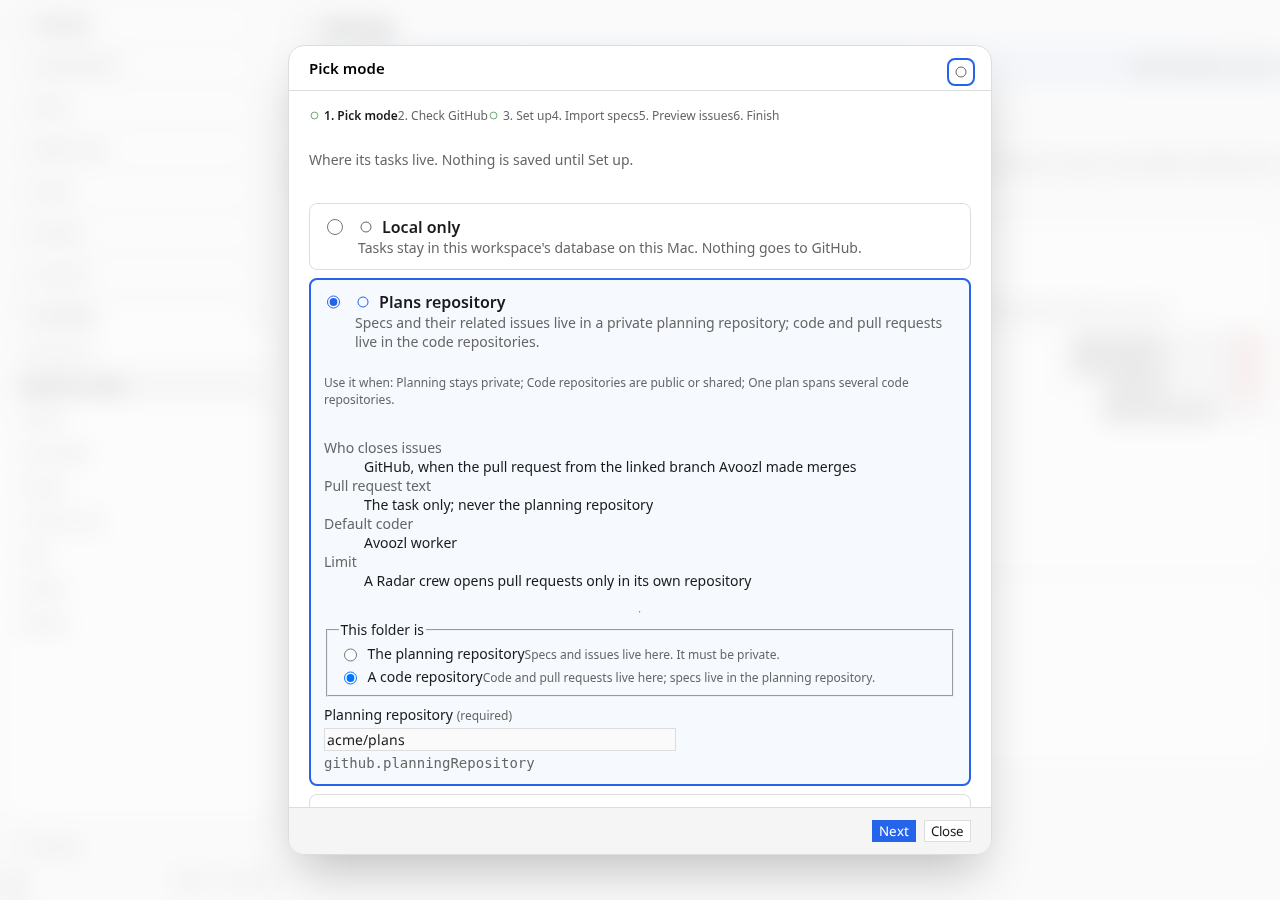 Pick mode
1. Pick mode2. Check GitHub 3. Set up4. Import specs5. Preview issues6. Finish
Where its tasks live. Nothing is saved until Set up.
Local only
Tasks stay in this workspace's database on this Mac. Nothing goes to GitHub.
Plans repository
Specs and their related issues live in a private planning repository; code and pull requests
live in the code repositories.
Use it when: Planning stays private; Code repositories are public or shared; One plan spans several code
repositories.
Who closes issues
GitHub, when the pull request from the linked branch Avoozl made merges
Pull request text
The task only; never the planning repository
Default coder
Avoozl worker
Limit
A Radar crew opens pull requests only in its own repository
This folder is
The planning repositorySpecs and issues live here. It must be private.
A code repositoryCode and pull requests live here; specs live in the planning repository.
Planning repository (required)
acme/plans
github.planningRepository
Next Close